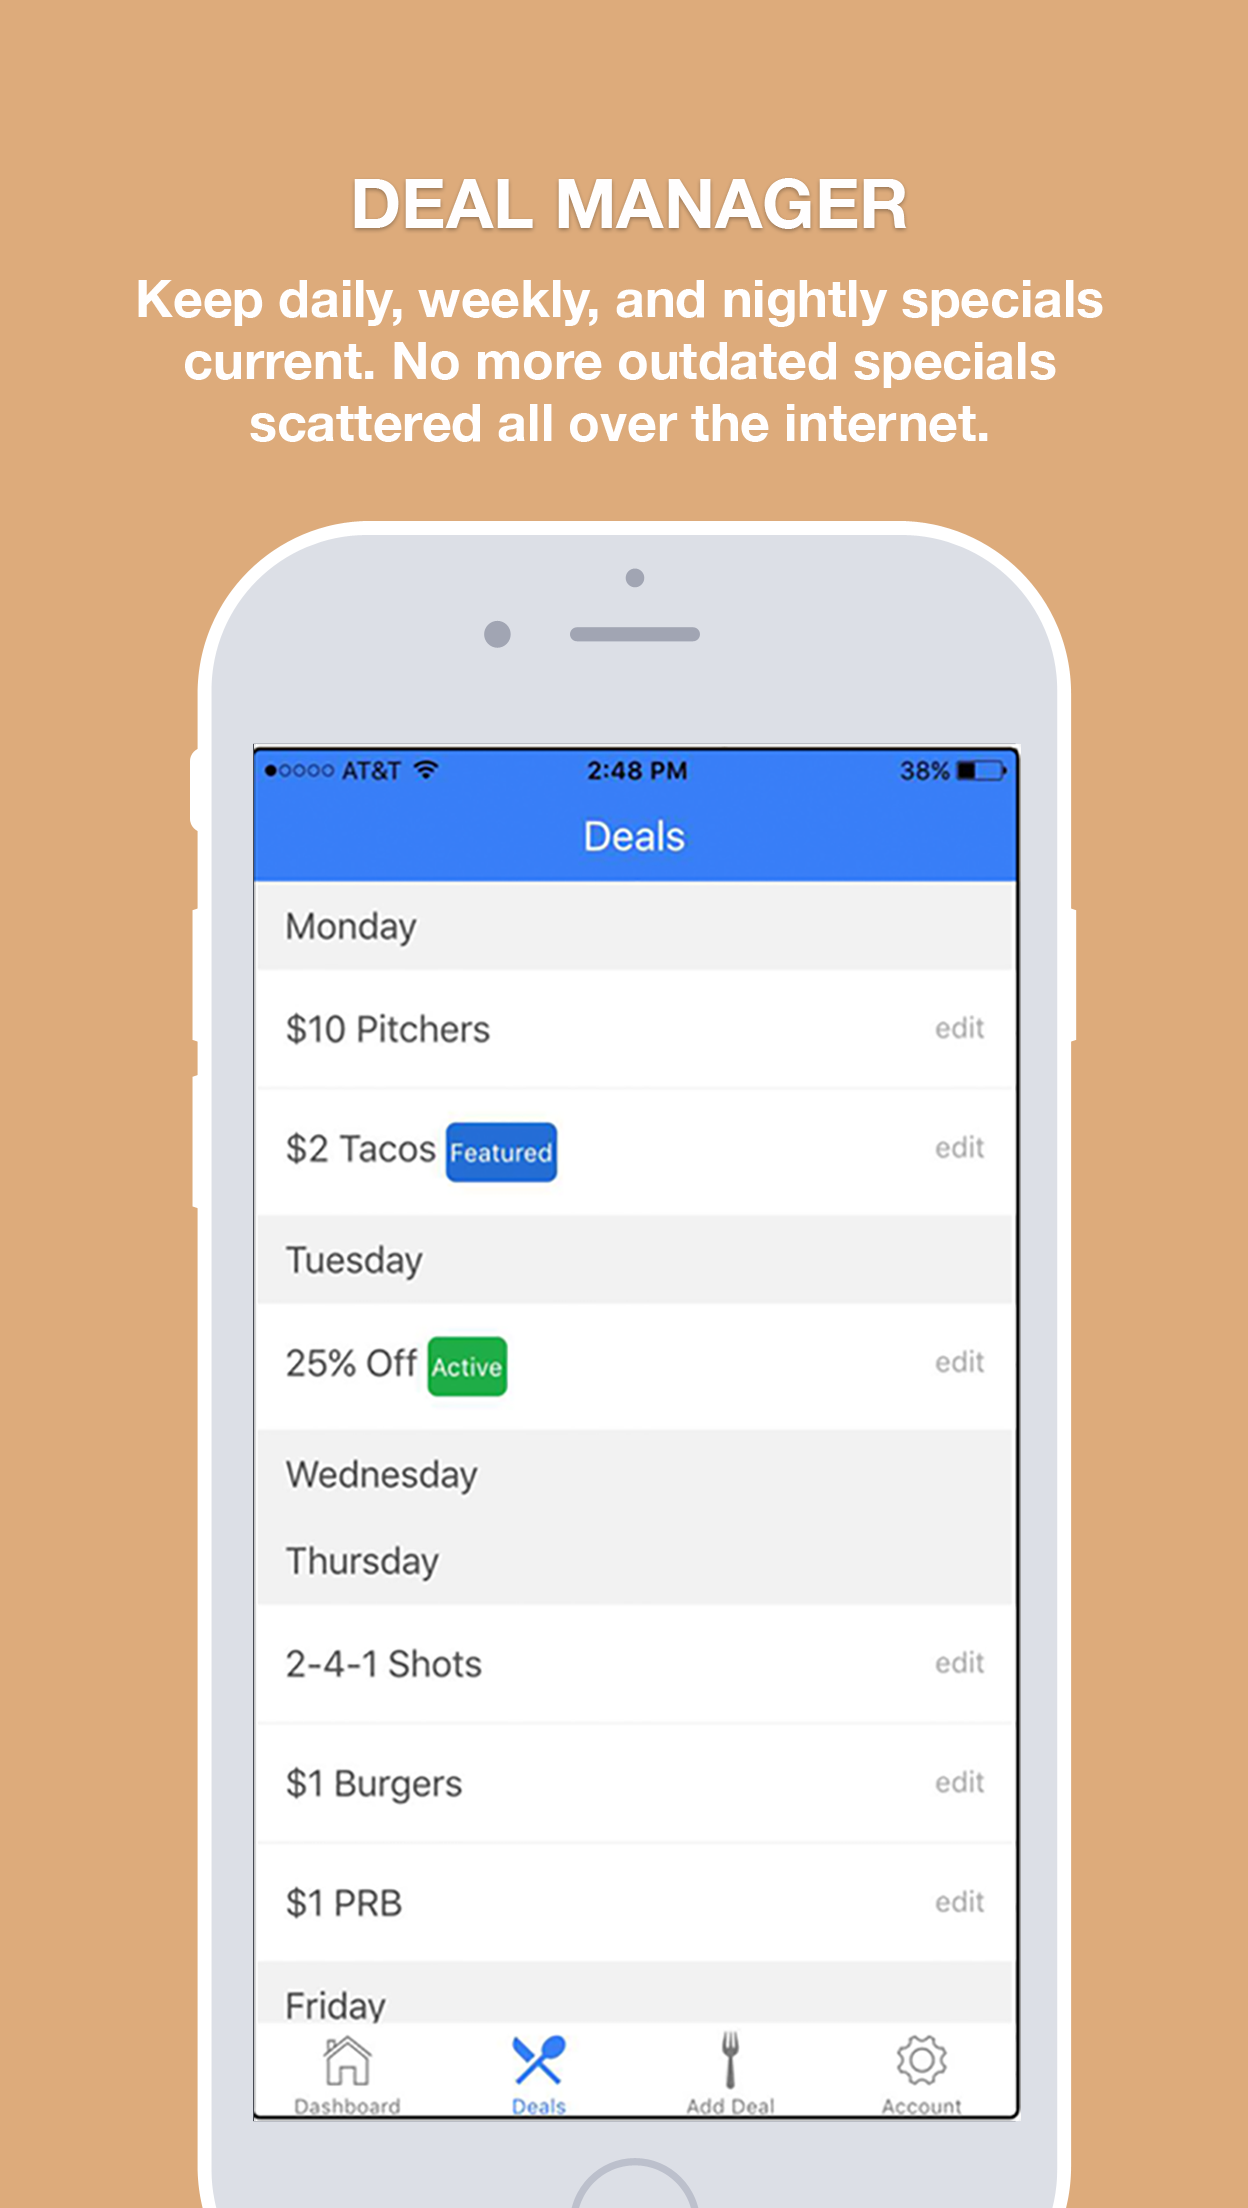 DEAL MANAGER
Keep daily, weekly, and nightly specials
current. No more outdated specials
scattered all over the internet.
AT&T 2:48 PM 38%
Deals
Monday
$10 Pitchers edit
$2 Tacos Featured edit
Tuesday
25% Off Active edit
Wednesday
Thursday
2-4-1 Shots edit
$1 Burgers edit
$1 PRB edit
Friday
Dashboard Deals Add Deal Account